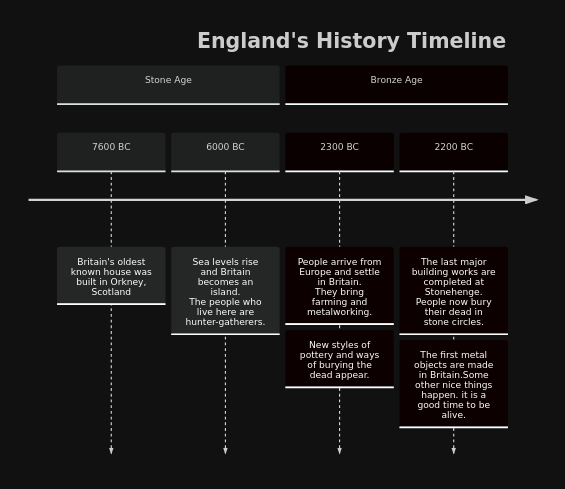 England's History Timeline
Stone Age
Bronze Age
7600 BC
6000 BC
2300 BC
2200 BC
Britain's oldest
known house was
built in Orkney,
Scotland
Sea levels rise
and Britain
becomes an
island.
The people who
live here are
hunter-gatherers.
People arrive from
Europe and settle
in Britain.
They bring
farming and
metalworking.
New styles of
pottery and ways
of burying the
dead appear.
The last major
building works are
completed at
Stonehenge.
People now bury
their dead in
stone circles.
The first metal
objects are made
in Britain.Some
other nice things
happen. it is a
good time to be
alive.